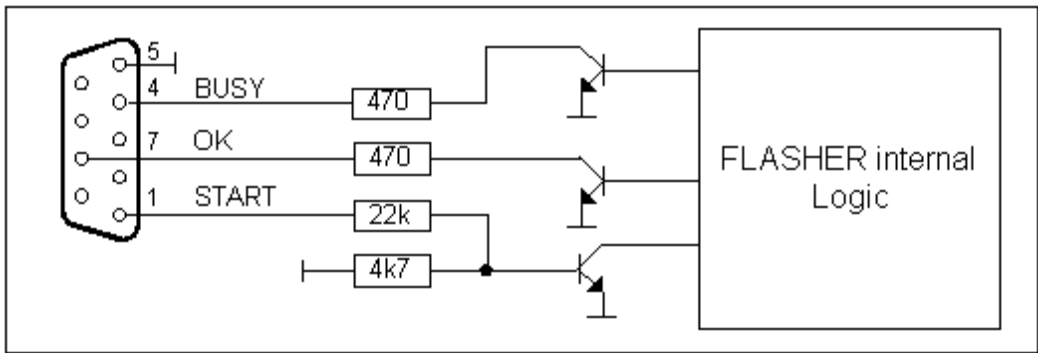 5
4
BUSY
470
7
OK
470
1
START
22k
4k7
FLASHER internal
Logic